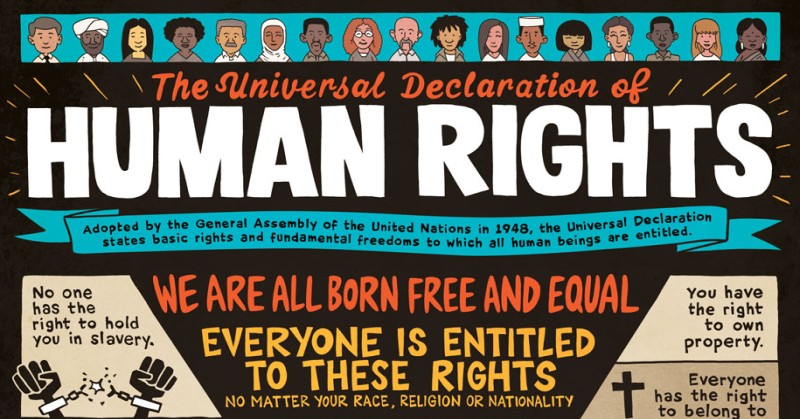 The Universal Declaration of
HUMAN RIGHTS
Adopted by the General Assembly of the United Nations in 1948, the Universal Declaration
states basic rights and fundamental freedoms to which all human beings are entitled.
WE ARE ALL BORN FREE AND EQUAL
EVERYONE IS ENTITLED
TO THESE RIGHTS
NO MATTER YOUR RACE, RELIGION OR NATIONALITY
No one
has the
right to hold
you in slavery.
You have
the right
to own
property.
Everyone
has the right
to belong to